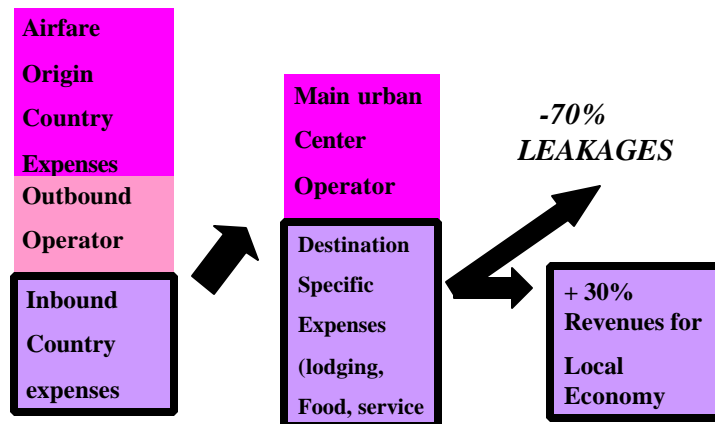 Airfare
Origin
Country
Expenses
Outbound
Operator
Inbound
Country
expenses
Main urban
Center
Operator
Destination
Specific
Expenses
(lodging,
Food, service
-70%
LEAKAGES
+ 30%
Revenues for
Local
Economy